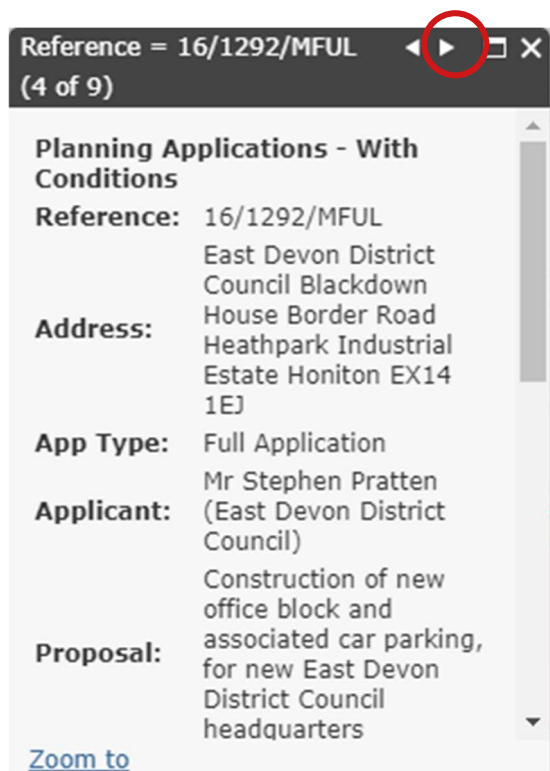 Reference = 16/1292/MFUL
(4 of 9)
Planning Applications - With
Conditions
Reference: 16/1292/MFUL
East Devon District
Council Blackdown
Address: House Border Road
Heathpark Industrial
Estate Honiton EX14
1EJ
App Type: Full Application
Mr Stephen Pratten
Applicant: (East Devon District
Council)
Construction of new
office block and
Proposal: associated car parking,
for new East Devon
District Council
headquarters
Zoom to